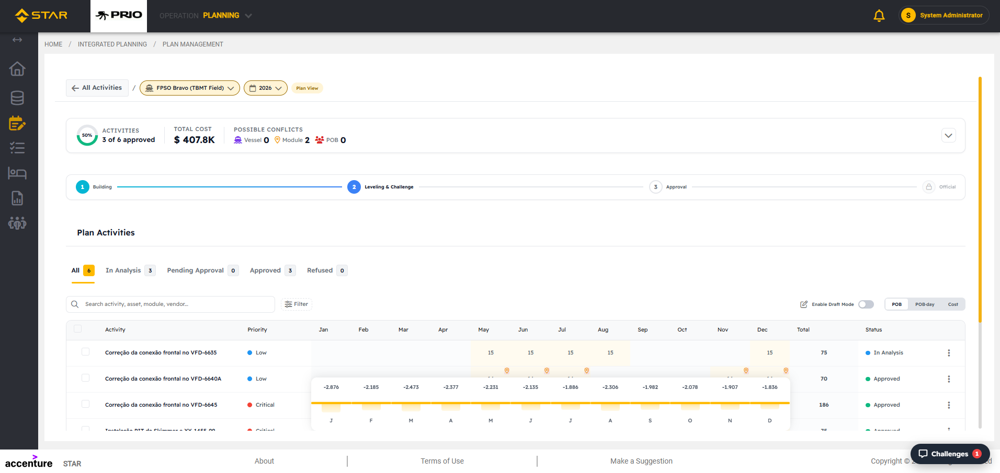 STAR
PRIO
OPERATION PLANNING
S System Administrator
HOME / INTEGRATED PLANNING / PLAN MANAGEMENT
All Activities / FPSO Bravo (TBMT Field) 2026 Plan View
50%
ACTIVITIES
3 of 6 approved
TOTAL COST
$ 407.8K
POSSIBLE CONFLICTS
Vessel 0 Module 2 POB 0
1 Building 2 Leveling & Challenge 3 Approval Official
Plan Activities
All 6 In Analysis 3 Pending Approval 0 Approved 3 Refused 0
Search activity, asset, module, vendor... Filter Enable Draft Mode POB POB-day Cost
Activity Priority Jan Feb Mar Apr May Jun Jul Aug Sep Oct Nov Dec Total Status
Correção da conexão frontal no VFD-6635 Low 15 15 15 15 15 75 In Analysis
Correção da conexão frontal no VFD-6640A Low 70 Approved
-2.876 -2.185 -2.473 -2.377 -2.231 -2.135 -1.886 -2.306 -1.982 -2.078 -1.907 -1.836
Correção da conexão frontal no VFD-6645 Critical 186 Approved
J F M A M J J A S O N D
Critical 75 Approved
accenture STAR About Terms of Use Make a Suggestion Copyright ©
Challenges 1